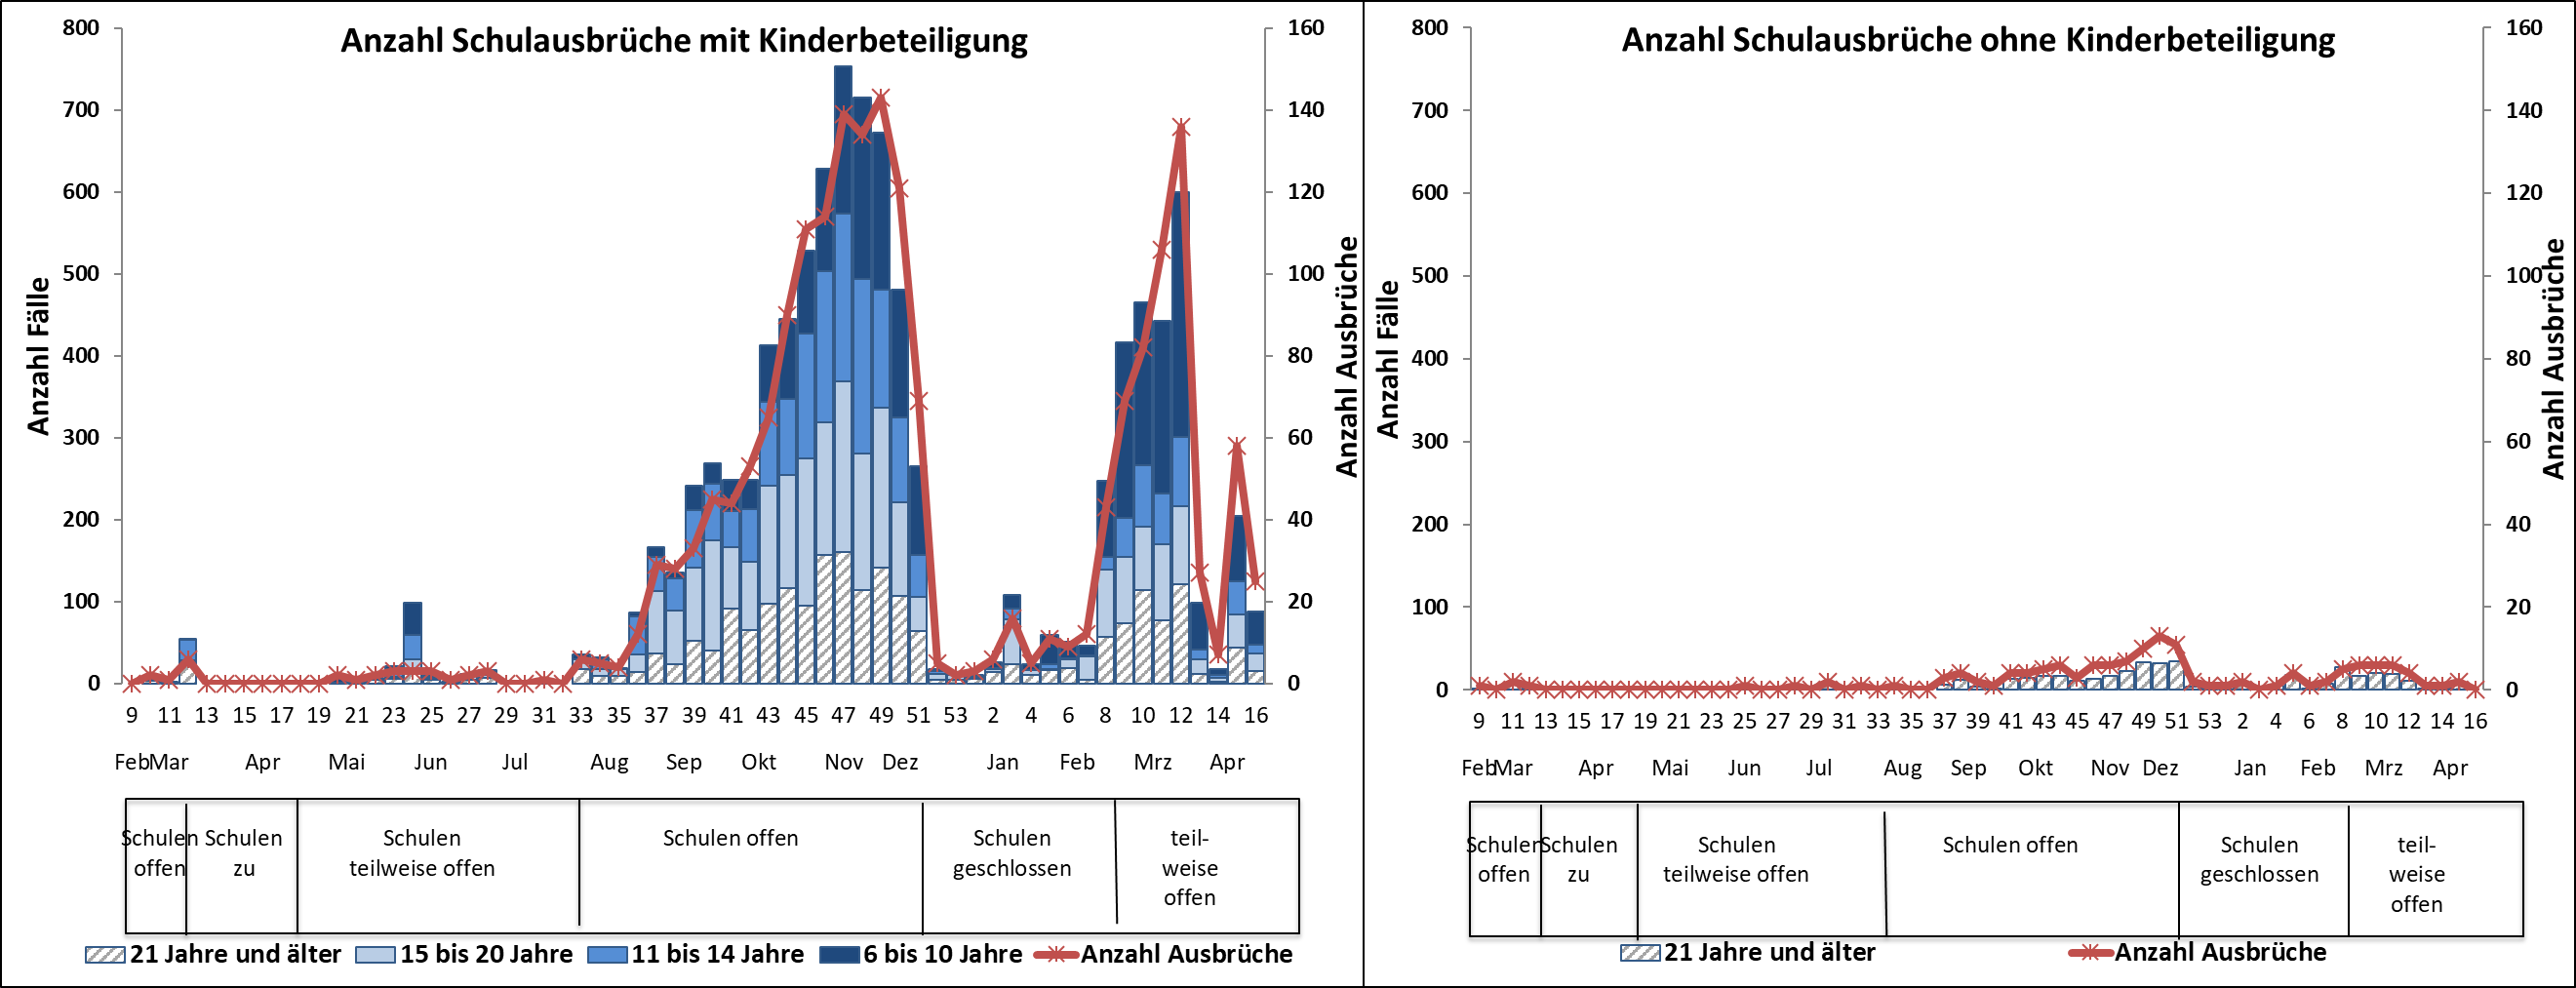 Anzahl Schulausbrüche mit Kinderbeteiligung
Anzahl Fälle
800
700
600
500
400
300
200
100
0
160
140
120
100
80
60
40
20
0
Anzahl Ausbrüche
9 11 13 15 17 19 21 23 25 27 29 31 33 35 37 39 41 43 45 47 49 51 53 2 4 6 8 10 12 14 16
Feb Mar Apr Mai Jun Jul Aug Sep Okt Nov Dez Jan Feb Mrz Apr
Schulen offen
Schulen zu
Schulen teilweise offen
Schulen offen
Schulen geschlossen
teil-
weise
offen
21 Jahre und älter 15 bis 20 Jahre 11 bis 14 Jahre 6 bis 10 Jahre Anzahl Ausbrüche
Anzahl Schulausbrüche ohne Kinderbeteiligung
Anzahl Fälle
800
700
600
500
400
300
200
100
0
160
140
120
100
80
60
40
20
0
Anzahl Ausbrüche
9 11 13 15 17 19 21 23 25 27 29 31 33 35 37 39 41 43 45 47 49 51 53 2 4 6 8 10 12 14 16
Feb Mar Apr Mai Jun Jul Aug Sep Okt Nov Dez Jan Feb Mrz Apr
Schulen offen
Schulen zu
Schulen teilweise offen
Schulen offen
Schulen geschlossen
teil-
weise
offen
21 Jahre und älter Anzahl Ausbrüche